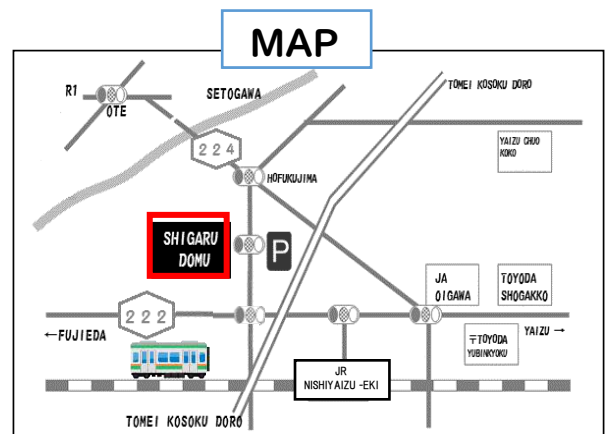 MAP
R1
OTE
SETOGAWA
TOMEI KOSOKU DORO
224
HOFUKUJIMA
YAIZU CHUO
KOKO
SHIGARU
DOMU
P
JA
OIGAWA
TOYODA
SHOGAKKO
222
←FUJIEDA
YAIZU →
〒TOYODA
YUBINKYOKU
JR
NISHIYAIZU -EKI
TOMEI KOSOKU DORO